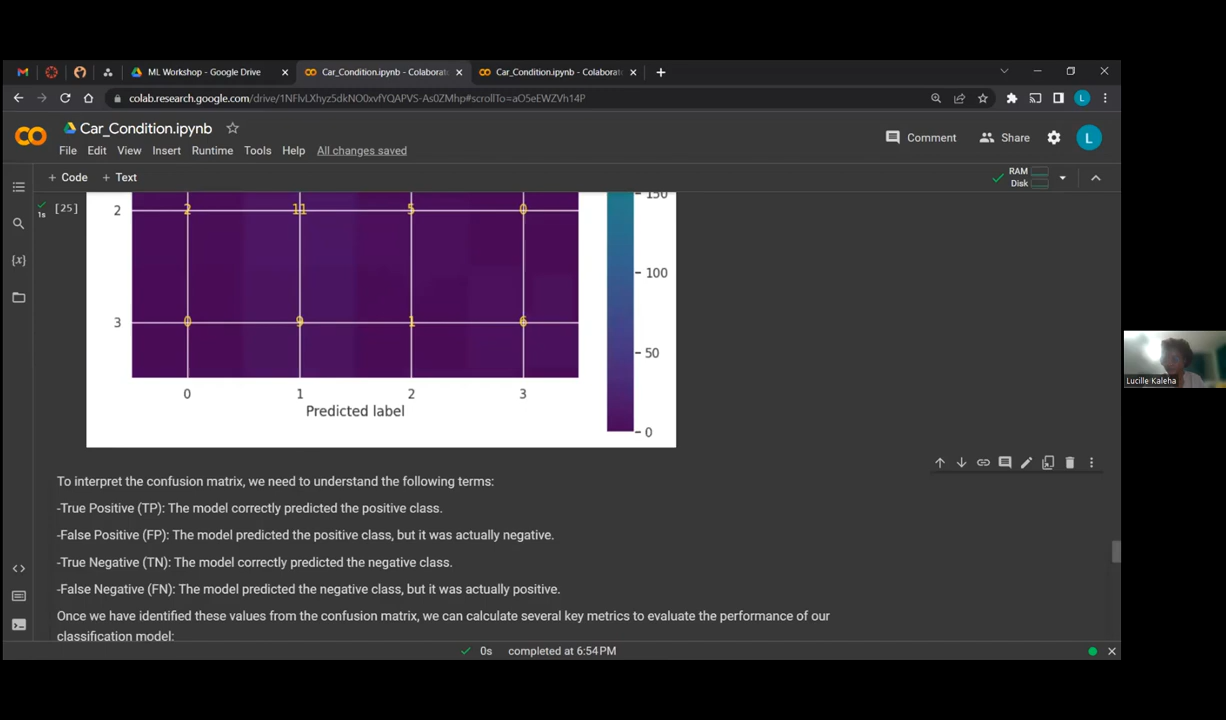 ML Workshop - Google Drive
Car_Condition.ipynb - Colaborat
Car_Condition.ipynb - Colaborat
colab.research.google.com/drive/1NFlvLXhyz5dkNO0xvfYQAPVS-As0ZMhp#scrollTo=aO5eEWZVh14P
L
Car_Condition.ipynb
Comment
Share
L
File Edit View Insert Runtime Tools Help All changes saved
+ Code + Text
RAM
Disk
[25]
1s
2
2 11 5 0
3
0 9 1 6
0 1 2 3
Predicted label
150
100
50
0
Lucille Kaleha
To interpret the confusion matrix, we need to understand the following terms:
-True Positive (TP): The model correctly predicted the positive class.
-False Positive (FP): The model predicted the positive class, but it was actually negative.
-True Negative (TN): The model correctly predicted the negative class.
-False Negative (FN): The model predicted the negative class, but it was actually positive.
Once we have identified these values from the confusion matrix, we can calculate several key metrics to evaluate the performance of our
classification model:
0s completed at 6:54 PM